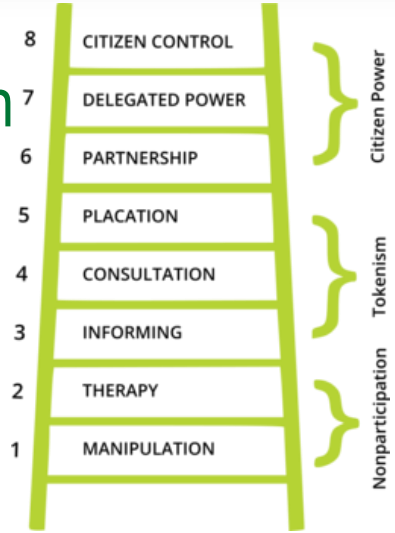 8 CITIZEN CONTROL
7 DELEGATED POWER
6 PARTNERSHIP
5 PLACATION
4 CONSULTATION
3 INFORMING
2 THERAPY
1 MANIPULATION
Citizen Power
Tokenism
Nonparticipation